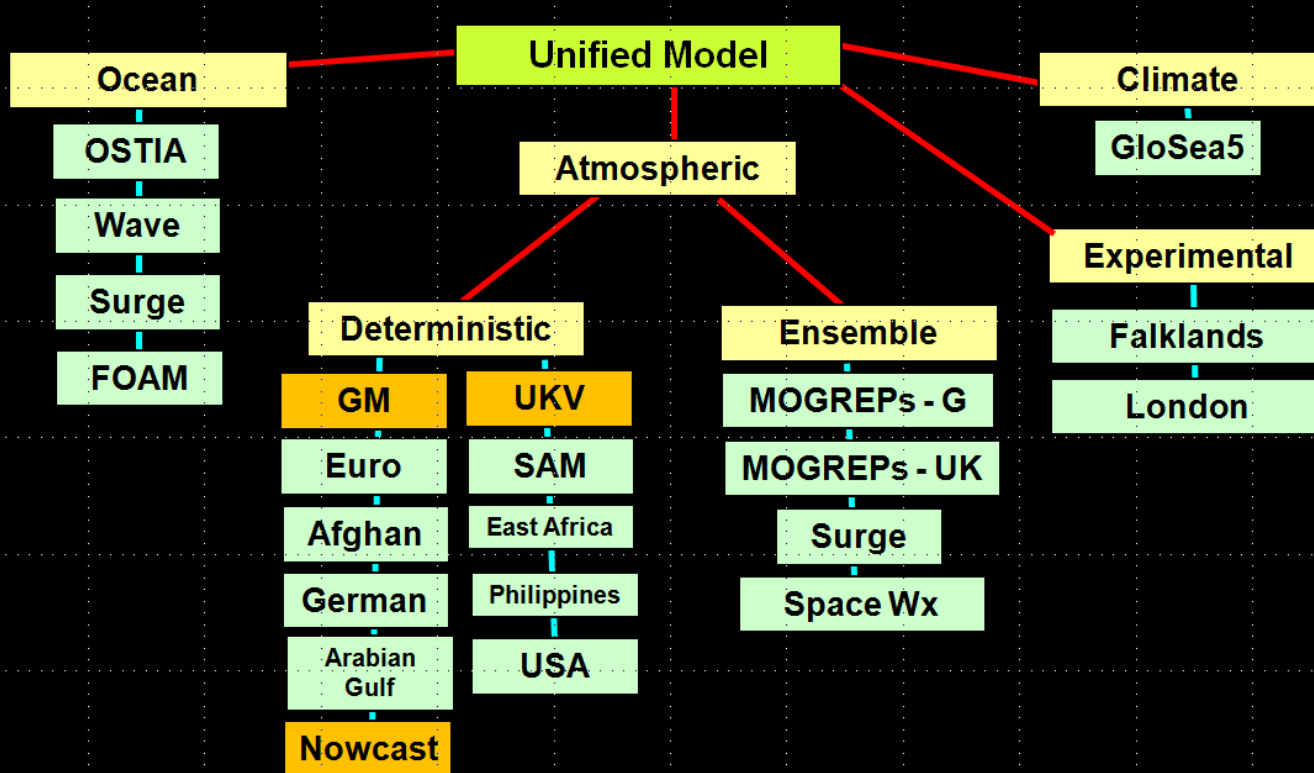 Unified Model
Ocean
OSTIA
Wave
Surge
FOAM
Atmospheric
Deterministic
GM
Euro
Afghan
German
Arabian
Gulf
Nowcast
UKV
SAM
East Africa
Philippines
USA
Ensemble
MOGREPs - G
MOGREPs - UK
Surge
Space Wx
Climate
GloSea5
Experimental
Falklands
London